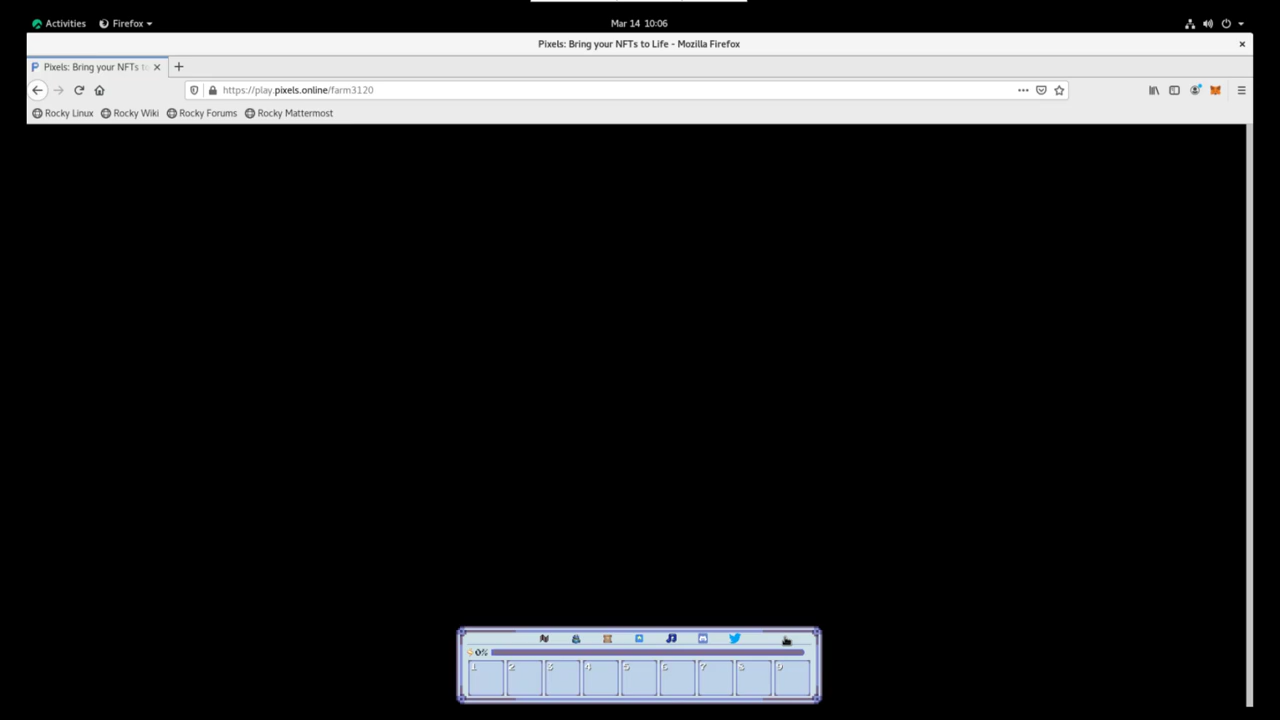 Activities Firefox Mar 14 10:06
Pixels: Bring your NFTs to Life - Mozilla Firefox
Pixels: Bring your NFTs to
https://play.pixels.online/farm3120
Rocky Linux Rocky Wiki Rocky Forums Rocky Mattermost
0%
1 2 3 4 5 6 7 8 9